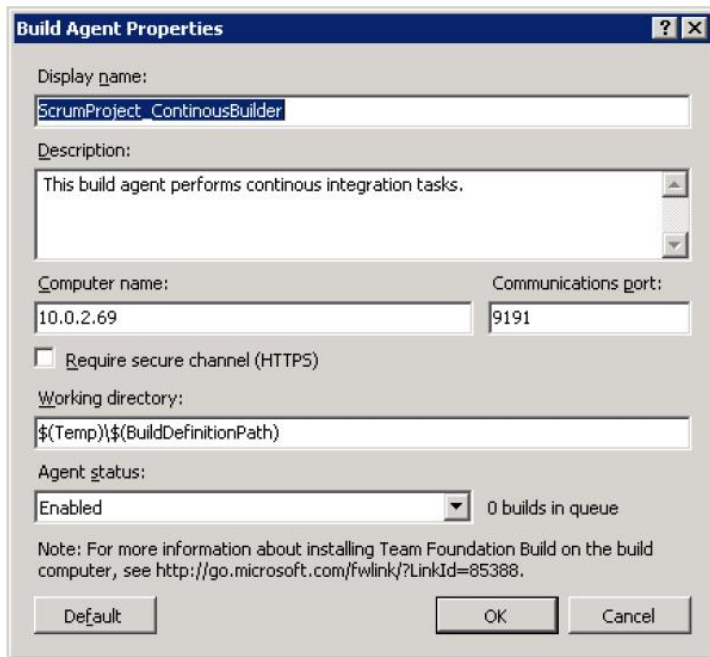 Build Agent Properties
Display name:
ScrumProject_ContinousBuilder
Description:
This build agent performs continous integration tasks.
Computer name:
Communications port:
10.0.2.69
9191
Require secure channel (HTTPS)
Working directory:
$(Temp)\$(BuildDefinitionPath)
Agent status:
Enabled
0 builds in queue
Note: For more information about installing Team Foundation Build on the build
computer, see http://go.microsoft.com/fwlink/?LinkId=85388.
Default
OK
Cancel